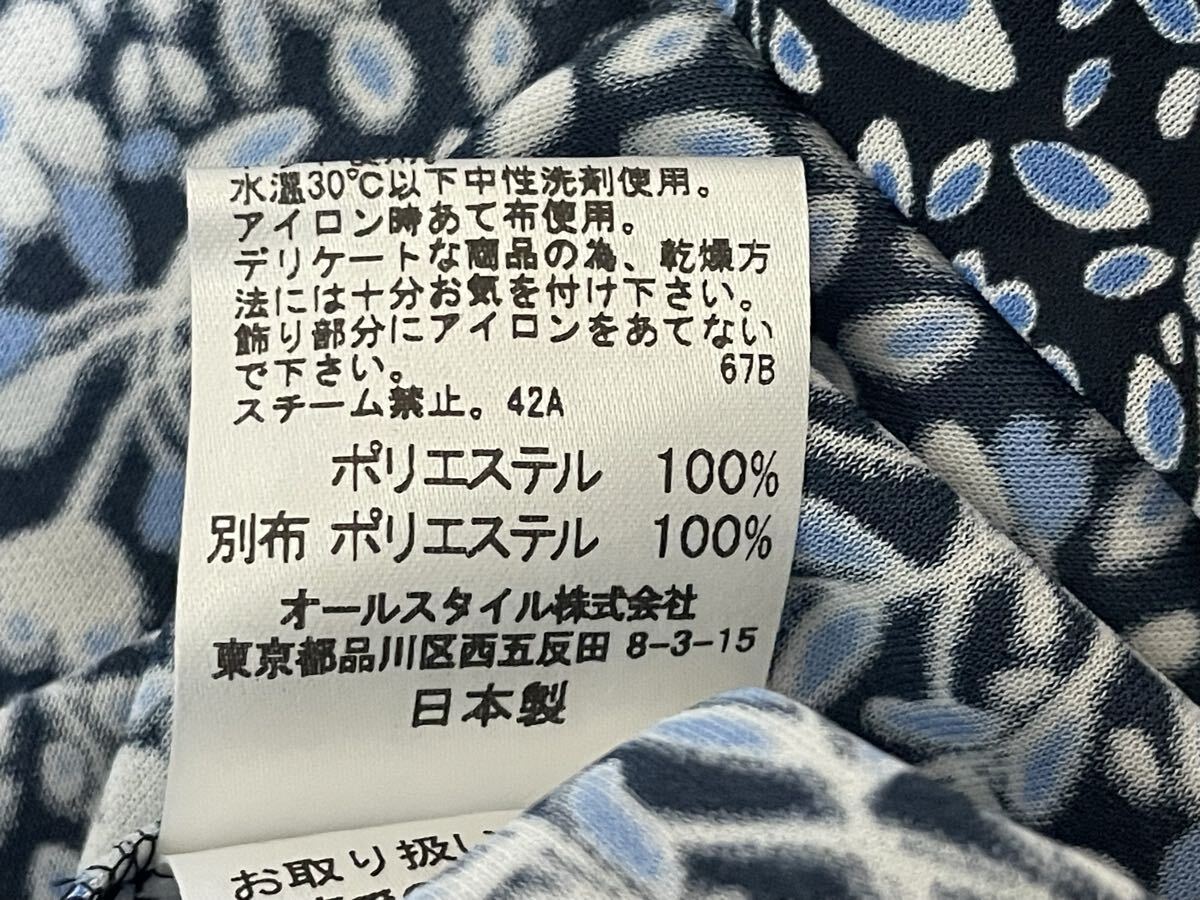 水温30℃以下中性洗剤使用。
アイロン時あて布使用。
デリケートな商品の為、乾燥方
法には十分お気を付け下さい。
飾り部分にアイロンをあてない
で下さい。 67B
スチーム禁止。42A
ポリエステル 100%
別布 ポリエステル 100%
オールスタイル株式会社
東京都品川区西五反田 8-3-15
日本製
お取り扱い